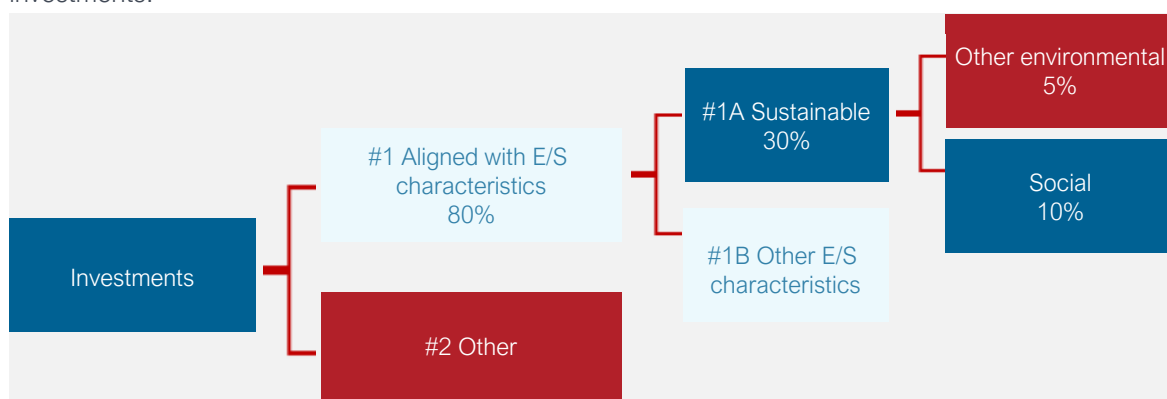 Other environmental
5%
#1A Sustainable
30%
#1 Aligned with E/S
characteristics
80%
Social
10%
#1B Other E/S
characteristics
Investments
#2 Other